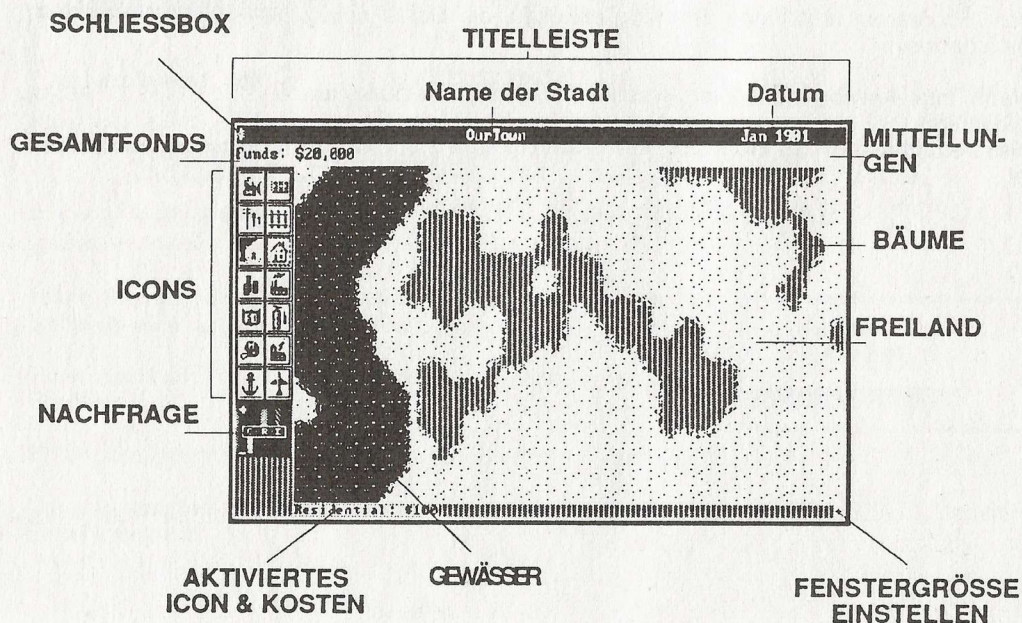 SCHLIESSBOX
TITELLEISTE
Name der Stadt
Datum
GESAMTFONDS
OurTown
Jan 1901
Funds: $20,000
MITTEILUN-
GEN
BÄUME
ICONS
FREILAND
NACHFRAGE
Residential: $100
AKTIVIERTES
ICON & KOSTEN
GEWÄSSER
FENSTERGRÖSSE
EINSTELLEN